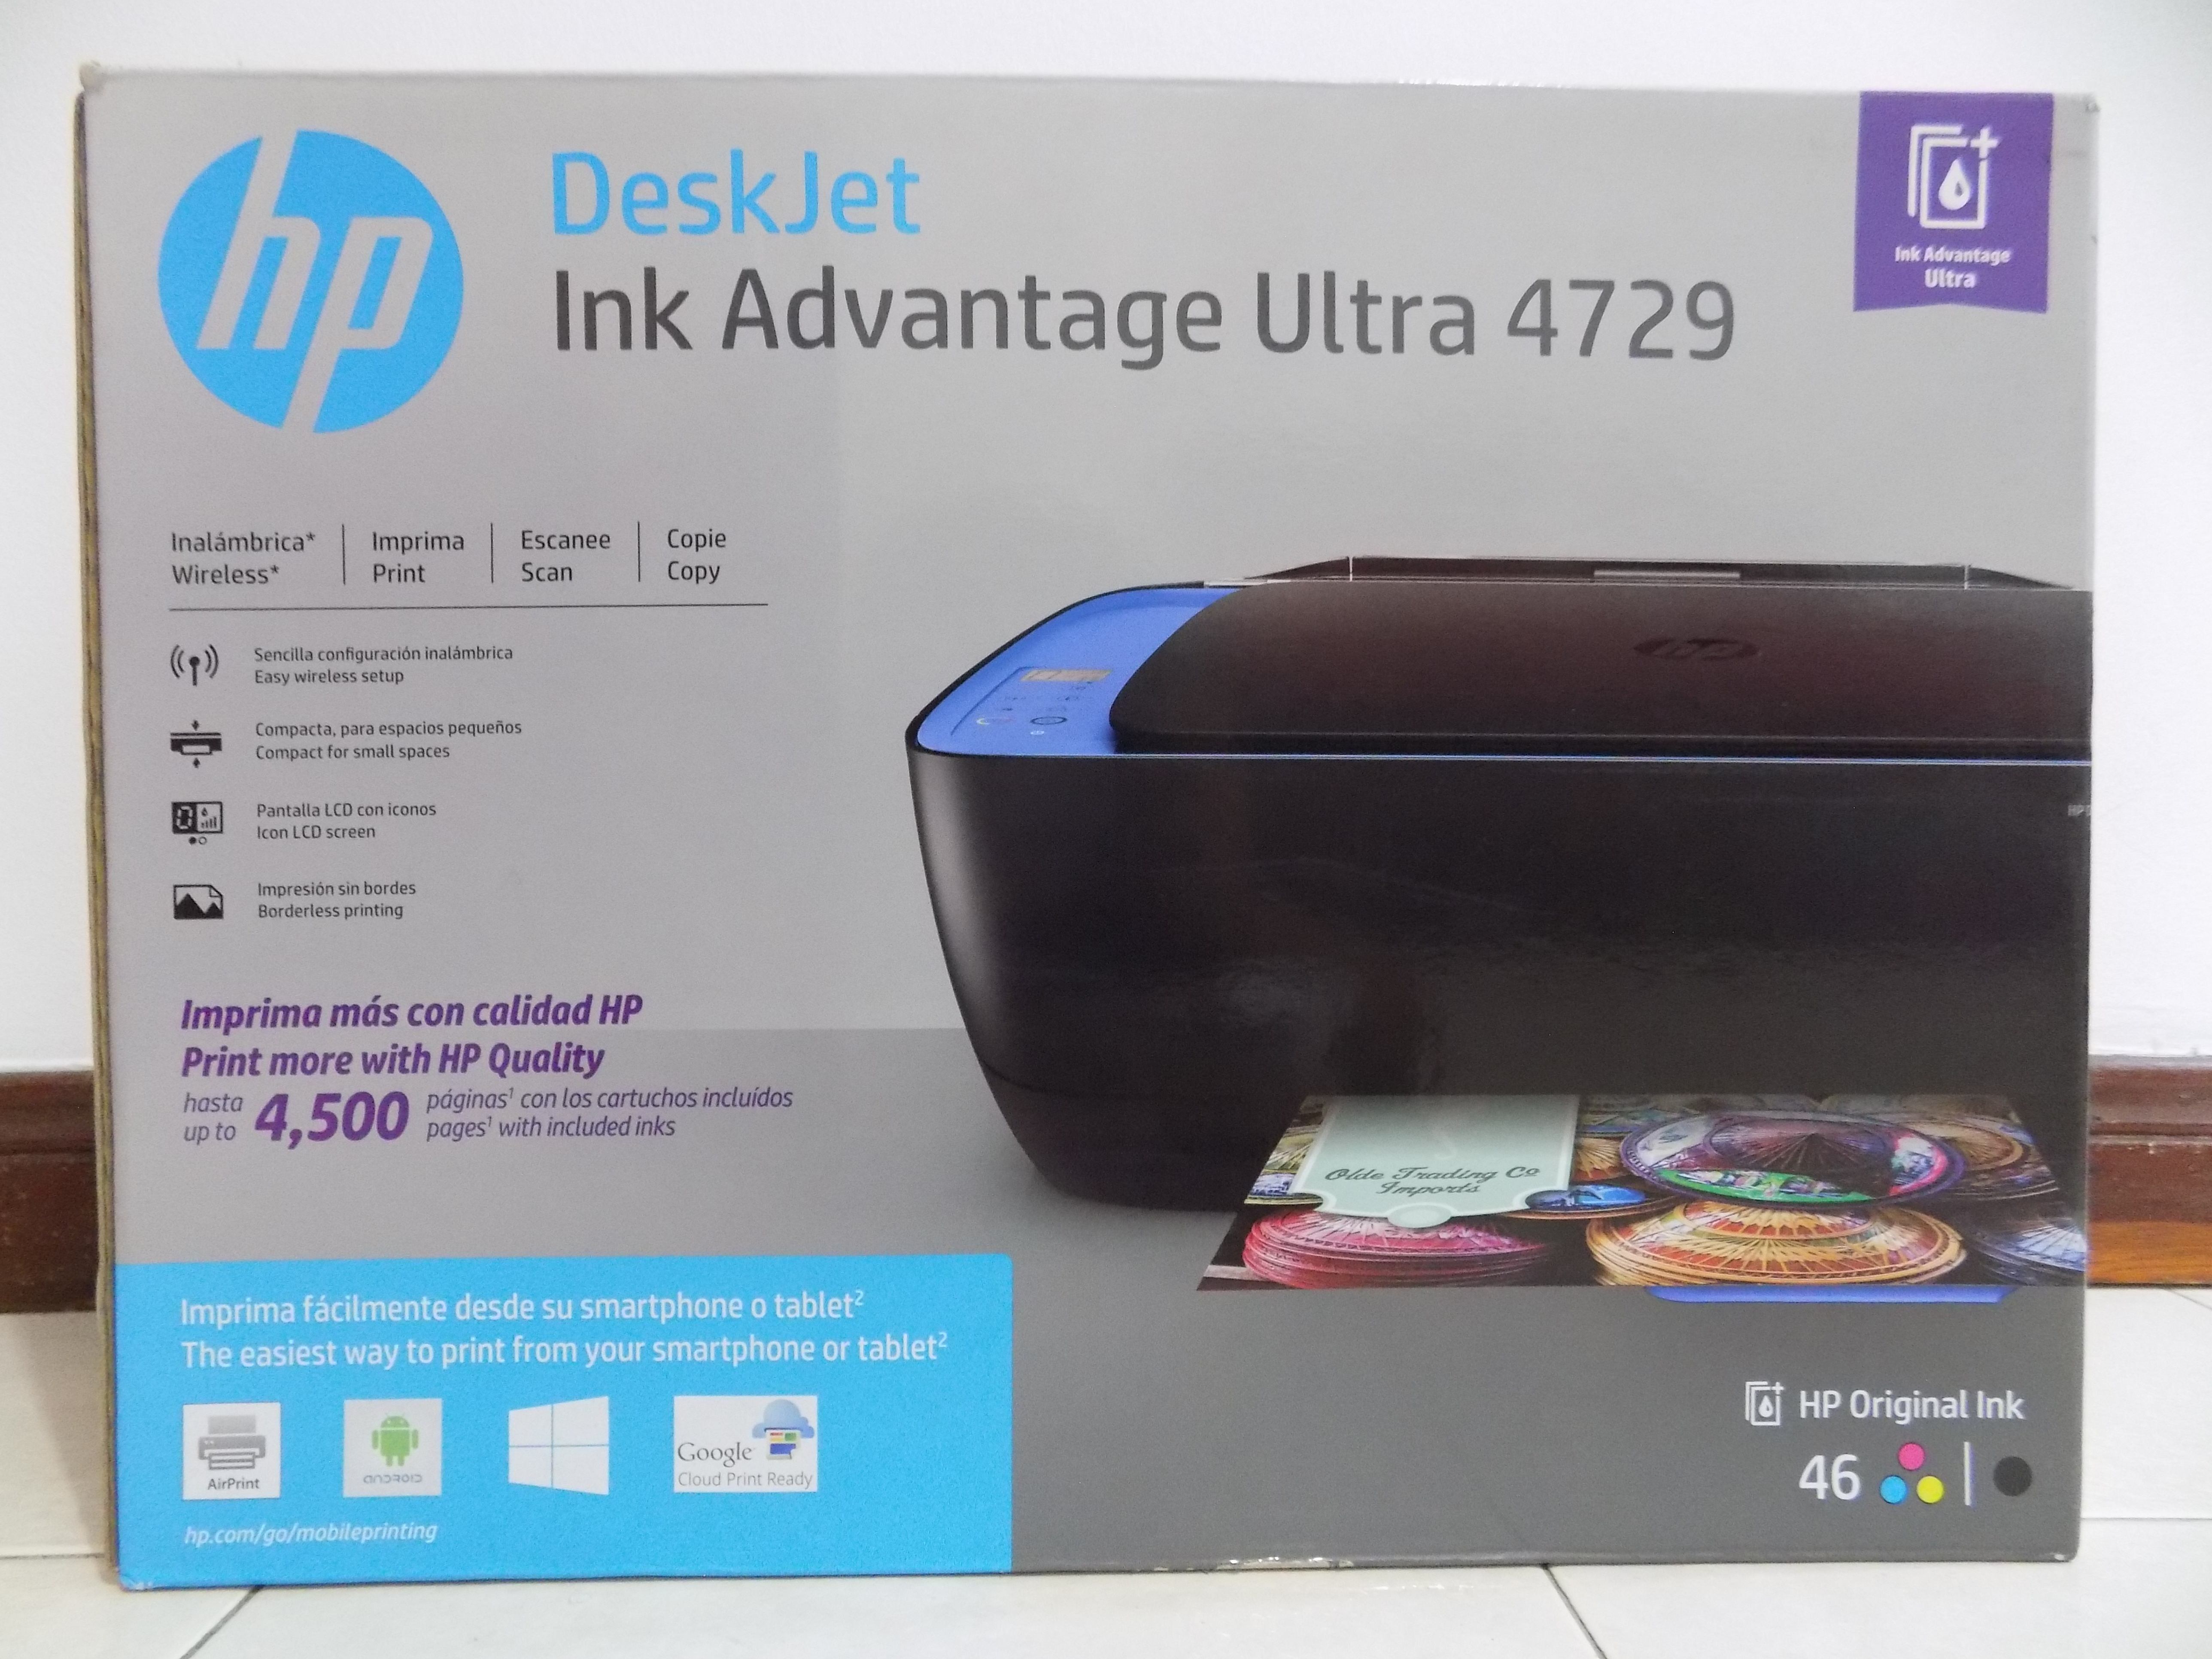 hp
DeskJet
Ink Advantage Ultra 4729
Ink Advantage
Ultra
Inalámbrica*
Wireless*
Imprima
Print
Escanee
Scan
Copie
Copy
Sencilla configuración inalámbrica
Easy wireless setup
Compacta, para espacios pequeños
Compact for small spaces
Pantalla LCD con iconos
Icon LCD screen
Impresión sin bordes
Borderless printing
hp
HP
Imprima más con calidad HP
Print more with HP Quality
hasta
up to
4,500
páginas¹ con los cartuchos incluídos
pages¹ with included inks
Olde Trading Co
Imports
Imprima fácilmente desde su smartphone o tablet²
The easiest way to print from your smartphone or tablet²
AirPrint
android
Google
Cloud Print Ready
hp.com/go/mobileprinting
HP Original Ink
46